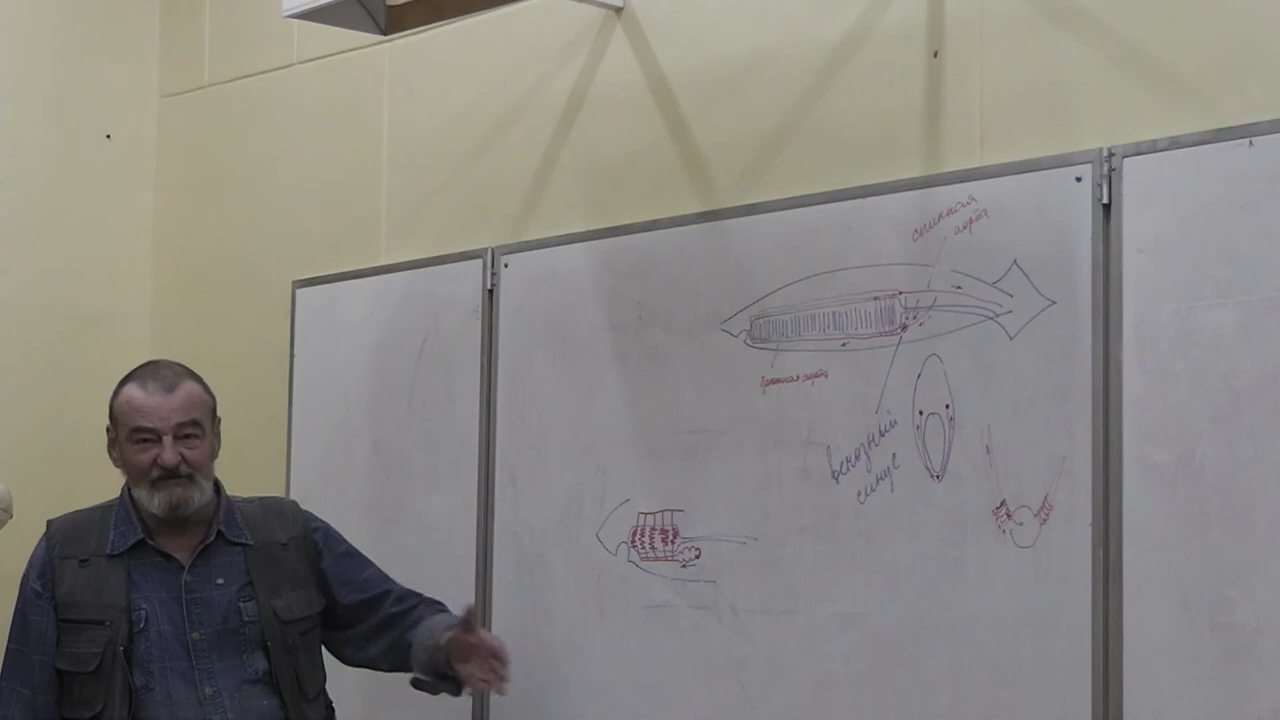 спинная
аорта
брюшная аорта
венозный
синус